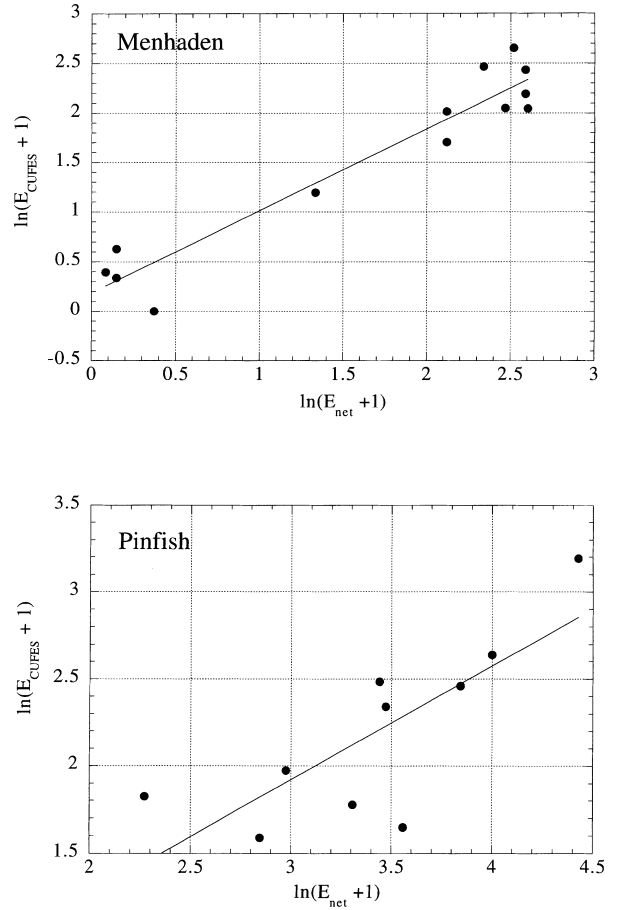 Menhaden
3
2.5
2
1.5
1
0.5
0
-0.5
ln(E_CUFES + 1)
0 0.5 1 1.5 2 2.5 3
ln(E_net +1)
Pinfish
3.5
3
2.5
2
1.5
ln(E_CUFES + 1)
2 2.5 3 3.5 4 4.5
ln(E_net +1)